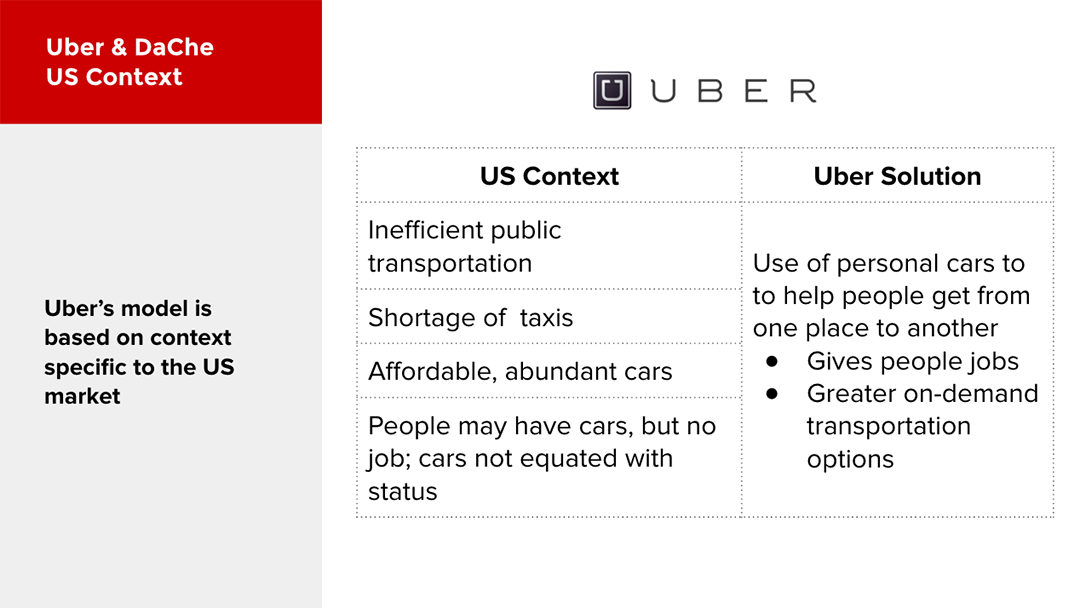 Uber & DaChe
US Context
Uber’s model is
based on context
specific to the US
market
U UBER
US Context
Uber Solution
Inefficient public
transportation
Shortage of  taxis
Affordable, abundant cars
People may have cars, but no
job; cars not equated with
status
Use of personal cars to
to help people get from
one place to another
● Gives people jobs
● Greater on-demand
transportation
options